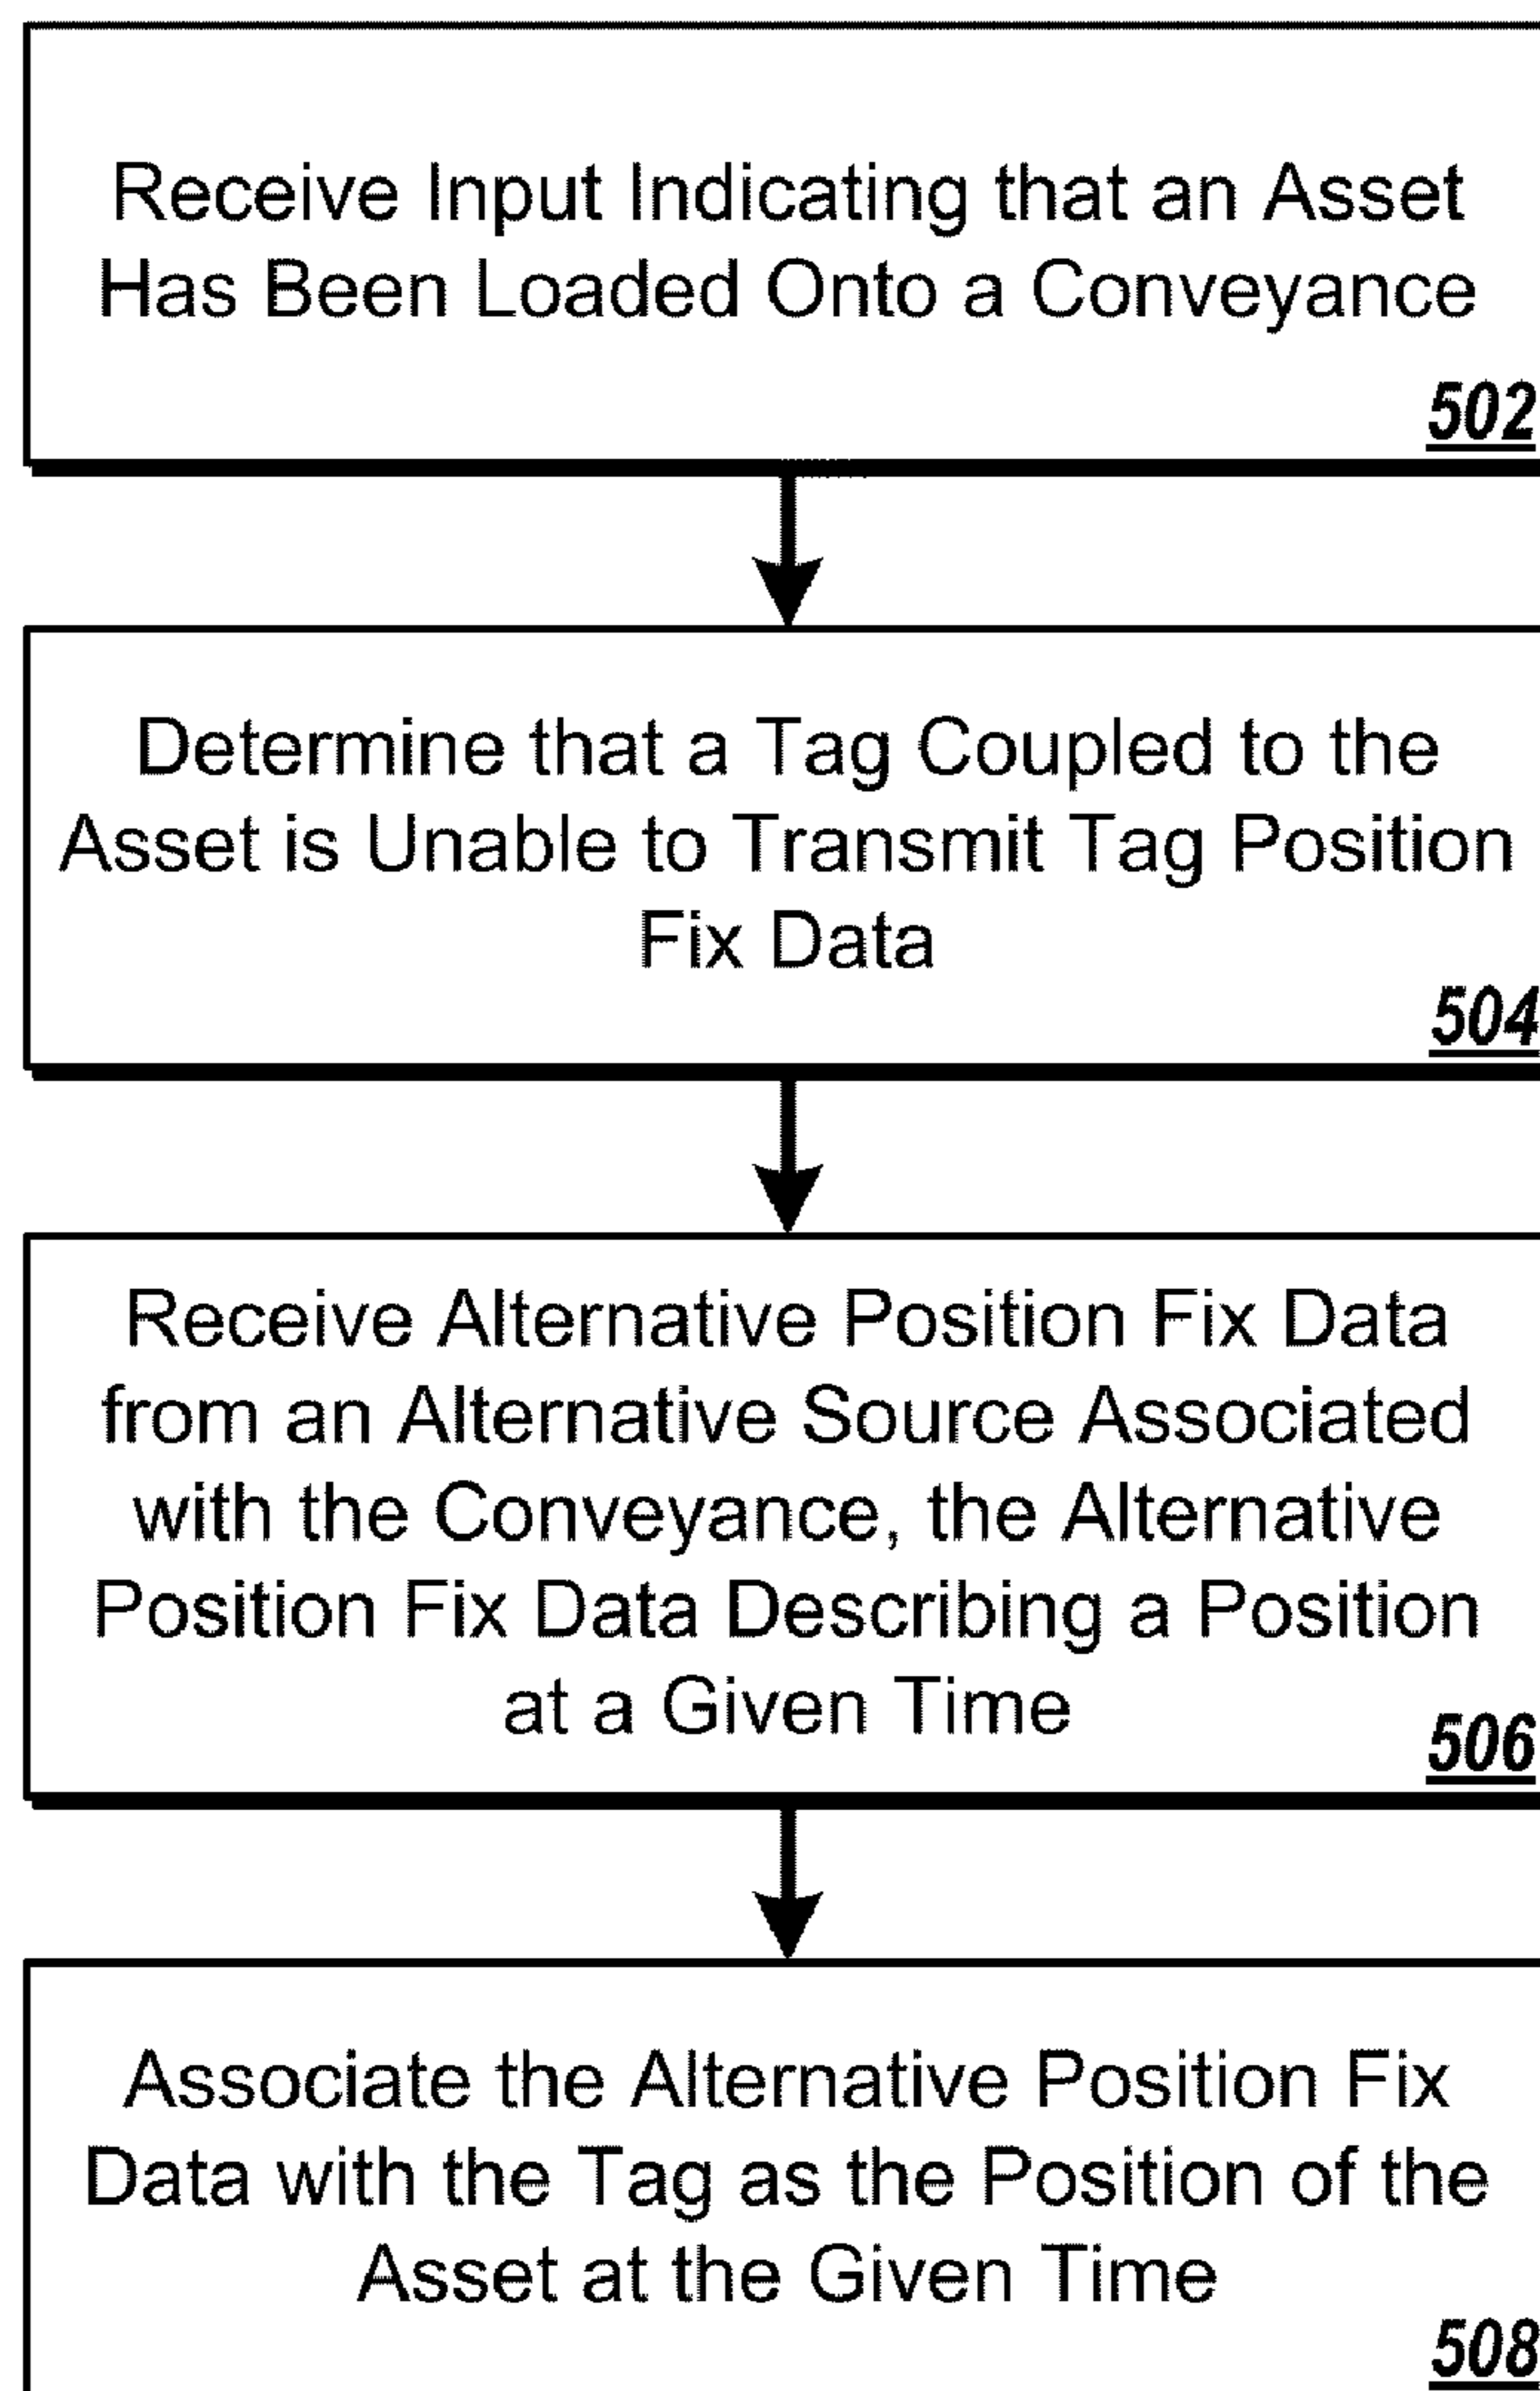 Receive Input Indicating that an Asset
Has Been Loaded Onto a Conveyance
502
Determine that a Tag Coupled to the
Asset is Unable to Transmit Tag Position
Fix Data
504
Receive Alternative Position Fix Data
from an Alternative Source Associated
with the Conveyance, the Alternative
Position Fix Data Describing a Position
at a Given Time
506
Associate the Alternative Position Fix
Data with the Tag as the Position of the
Asset at the Given Time
508